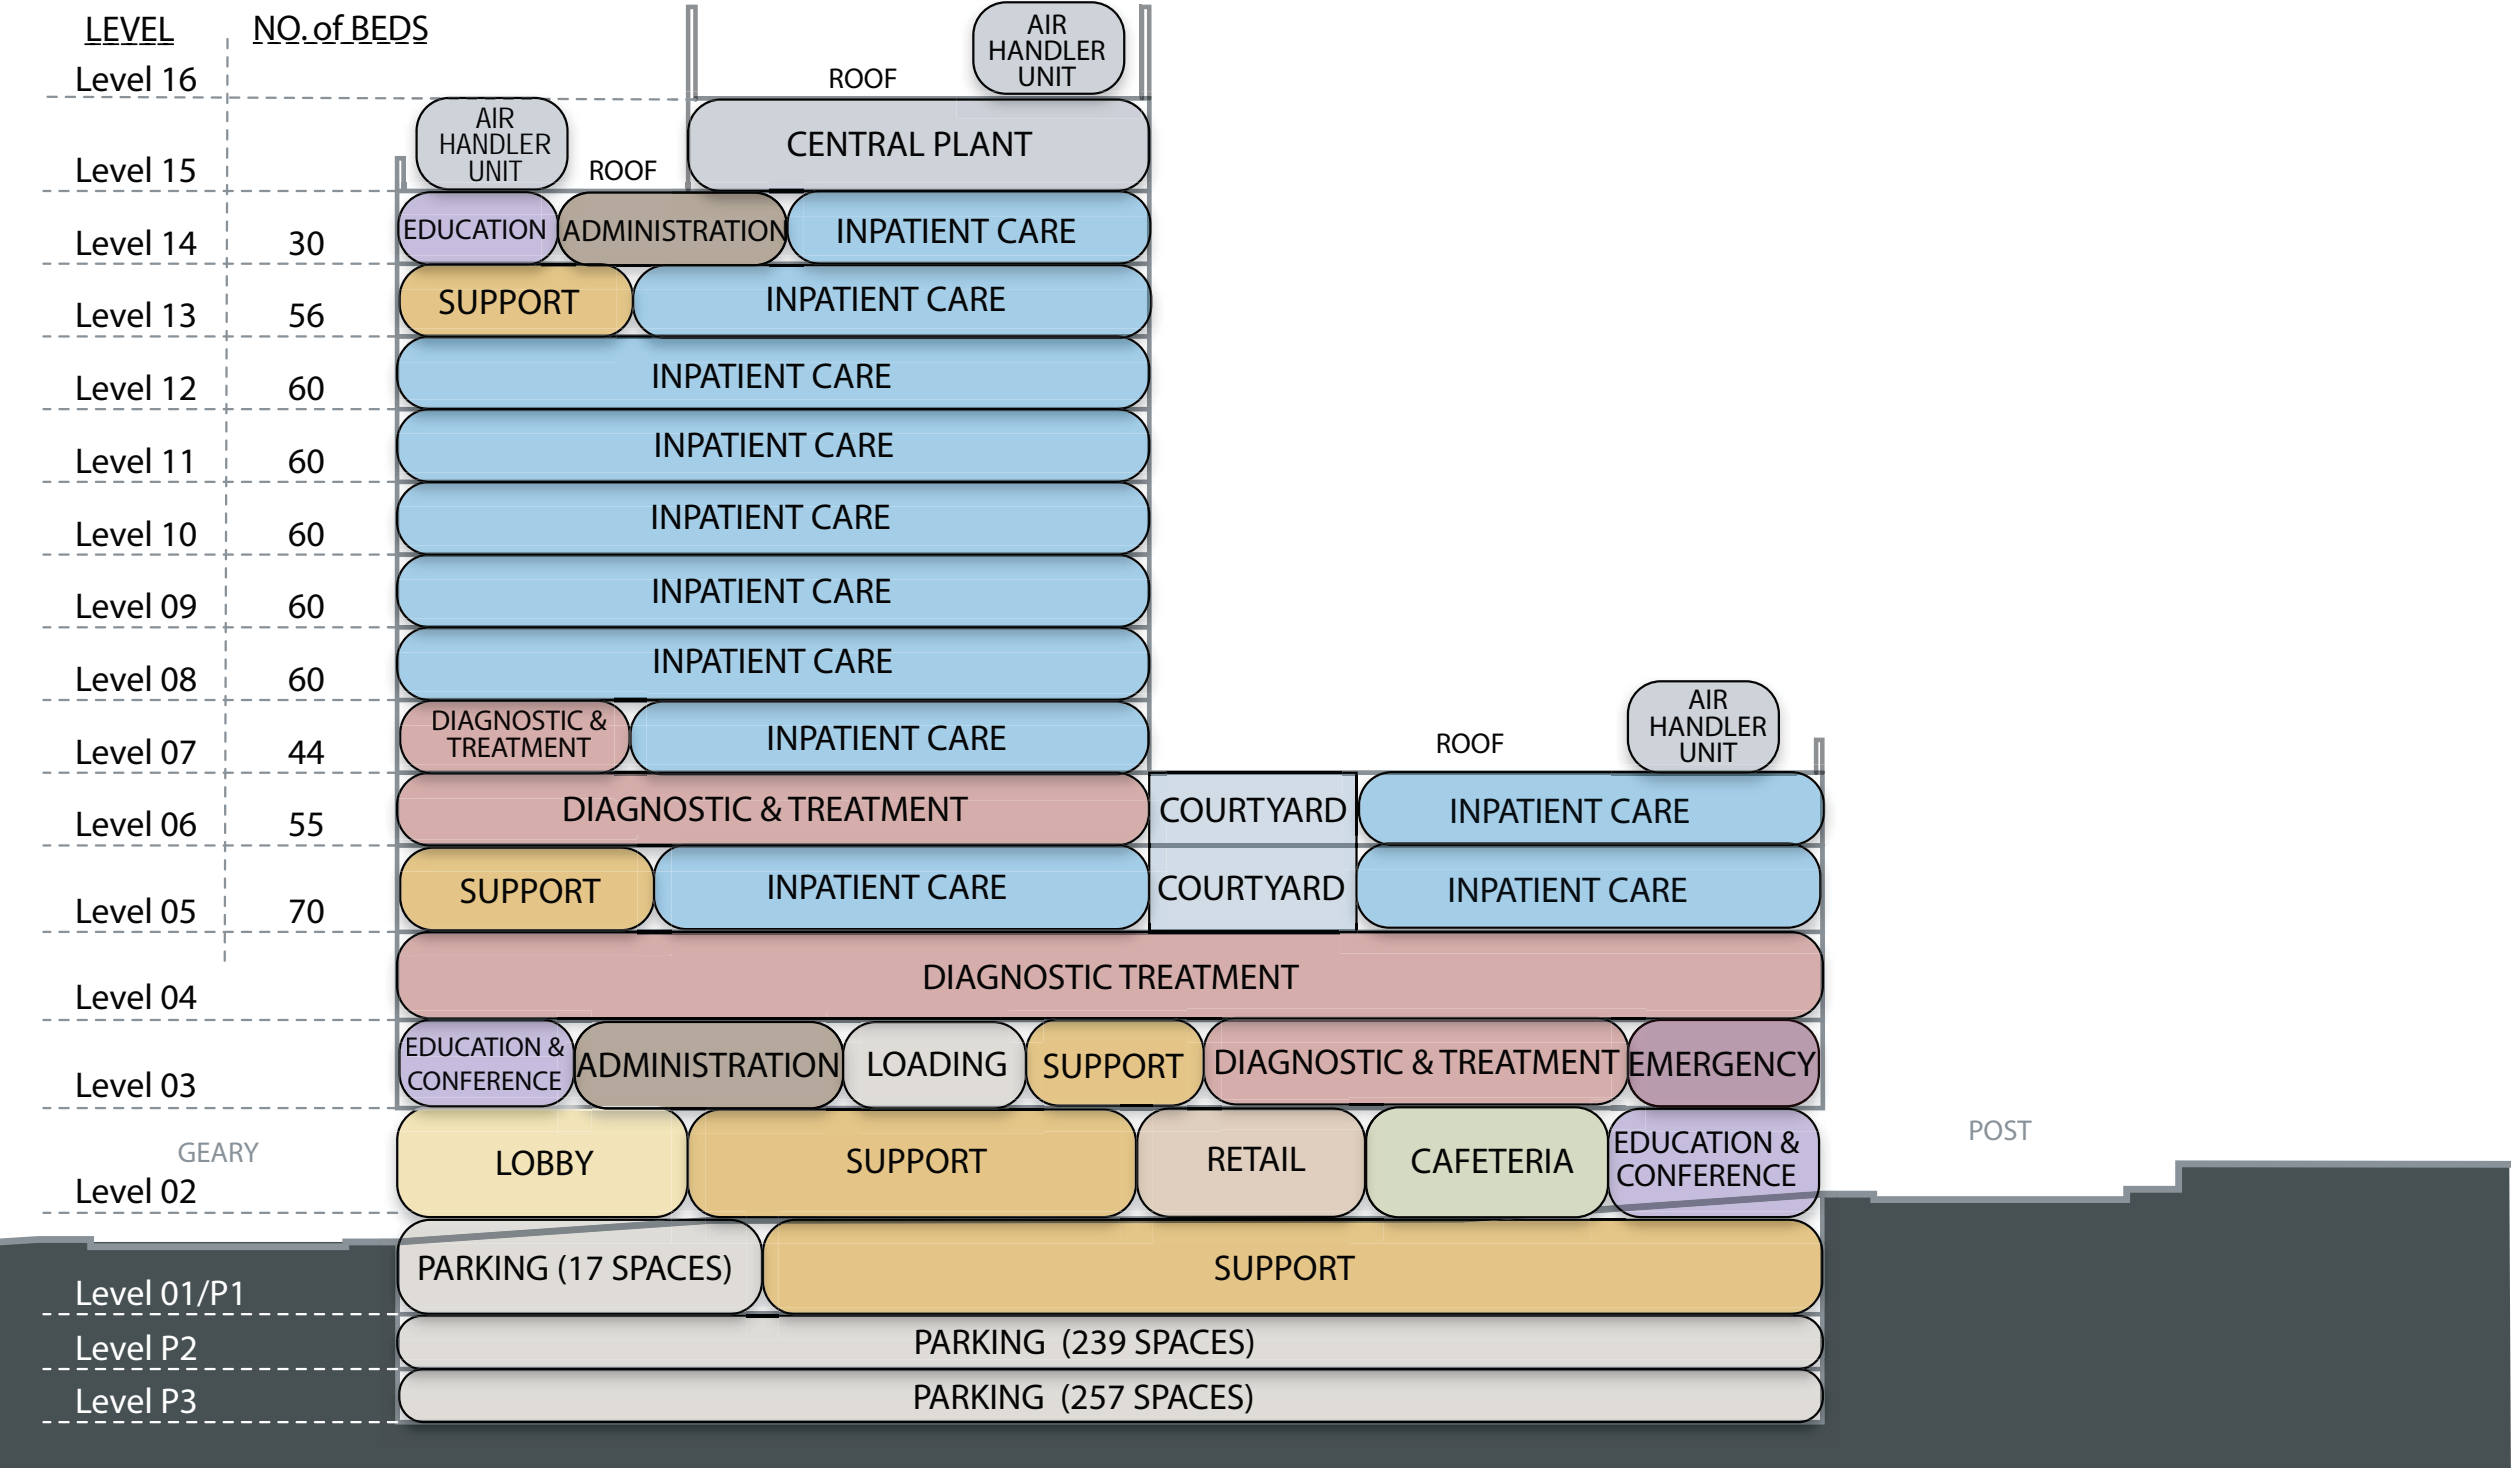 LEVEL NO. of BEDS
AIR
HANDLER
UNIT
Level 16 ROOF
AIR
HANDLER
UNIT
CENTRAL PLANT
Level 15 ROOF
EDUCATION ADMINISTRATION INPATIENT CARE
Level 14 30
SUPPORT INPATIENT CARE
Level 13 56
INPATIENT CARE
Level 12 60
INPATIENT CARE
Level 11 60
INPATIENT CARE
Level 10 60
INPATIENT CARE
Level 09 60
INPATIENT CARE
Level 08 60
AIR
HANDLER
UNIT
DIAGNOSTIC &
TREATMENT
INPATIENT CARE
ROOF
Level 07 44
DIAGNOSTIC & TREATMENT COURTYARD INPATIENT CARE
Level 06 55
SUPPORT INPATIENT CARE COURTYARD INPATIENT CARE
Level 05 70
DIAGNOSTIC TREATMENT
Level 04
EDUCATION &
CONFERENCE
ADMINISTRATION LOADING SUPPORT DIAGNOSTIC & TREATMENT EMERGENCY
Level 03
GEARY
LOBBY SUPPORT RETAIL CAFETERIA
EDUCATION &
CONFERENCE
POST
Level 02
PARKING (17 SPACES) SUPPORT
Level 01/P1
PARKING (239 SPACES)
Level P2
PARKING (257 SPACES)
Level P3